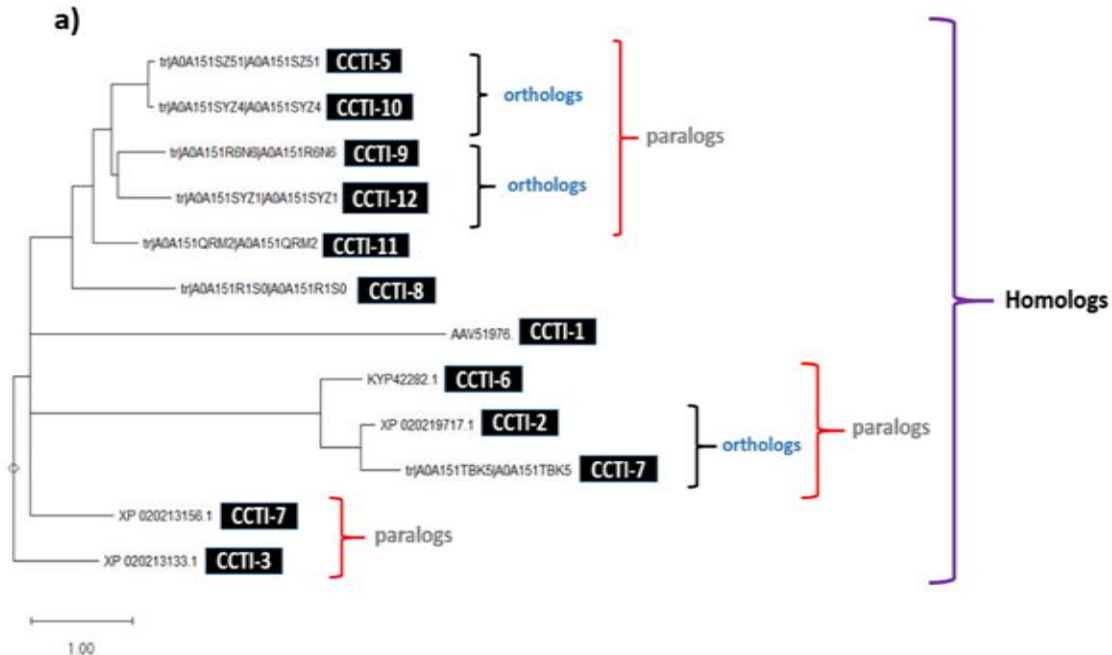 a)
tr|A0A151SZ51|A0A151SZ51 CCTI-5
orthologs
tr|A0A151SYZ4|A0A151SYZ4 CCTI-10
paralogs
tr|A0A151R6N6|A0A151R6N6 CCTI-9
orthologs
tr|A0A151SYZ1|A0A151SYZ1 CCTI-12
tr|A0A151QRM2|A0A151QRM2 CCTI-11
tr|A0A151R1S0|A0A151R1S0 CCTI-8
Homologs
AAV51976. CCTI-1
KYP42282.1 CCTI-6
XP 020219717.1 CCTI-2
paralogs
orthologs
tr|A0A151TBK5|A0A151TBK5 CCTI-7
XP 020213156.1 CCTI-7
paralogs
XP 020213133.1 CCTI-3
1.00